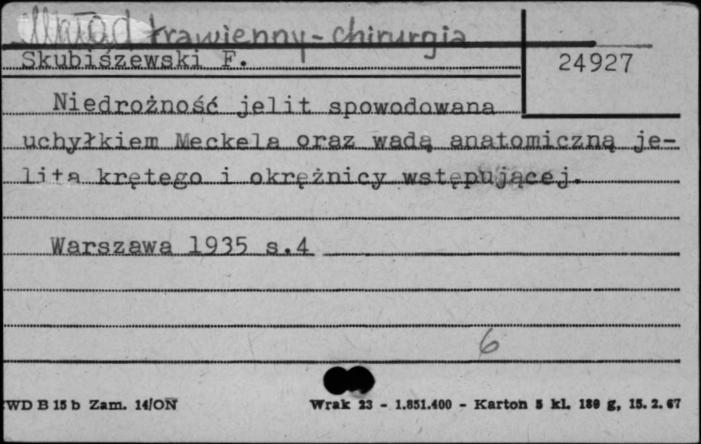 Układ trawienny - chirurgia
Skubiszewski F.
24927
Niedrożność jelit spowodowana
uchyłkiem Meckela oraz wadą anatomiczną je-
lita krętego i okrężnicy wstępującej.
Warszawa 1935 s.4
6
WD B 15 b Zam. 14/ON
Wrak 23 - 1.851.400 - Karton 5 kl. 180 g, 15. 2. 67